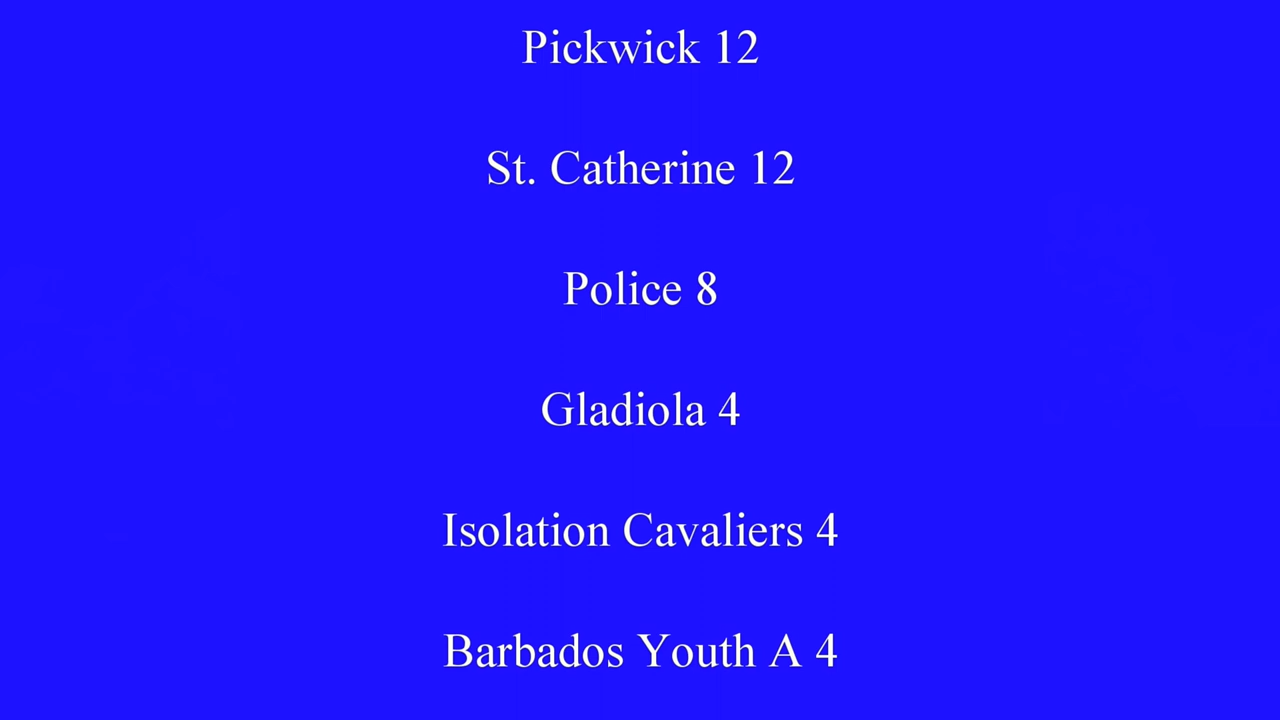 Pickwick 12
St. Catherine 12
Police 8
Gladiola 4
Isolation Cavaliers 4
Barbados Youth A 4